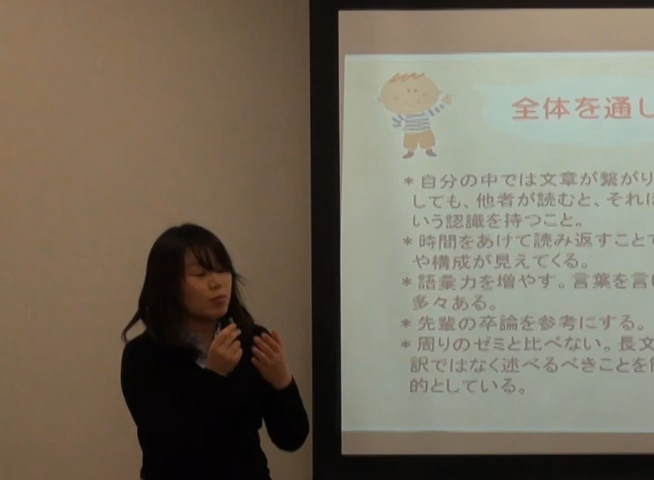 全体を通し
* 自分の中では文章が繋がり
しても、他者が読むと、それは
いう認識を持つこと。
* 時間をあけて読み返すことで
や構成が見えてくる。
* 語彙力を増やす。言葉を言い
多々ある。
* 先輩の卒論を参考にする。
* 周りのゼミと比べない。長文
訳ではなく述べるべきことを簡
的としている。